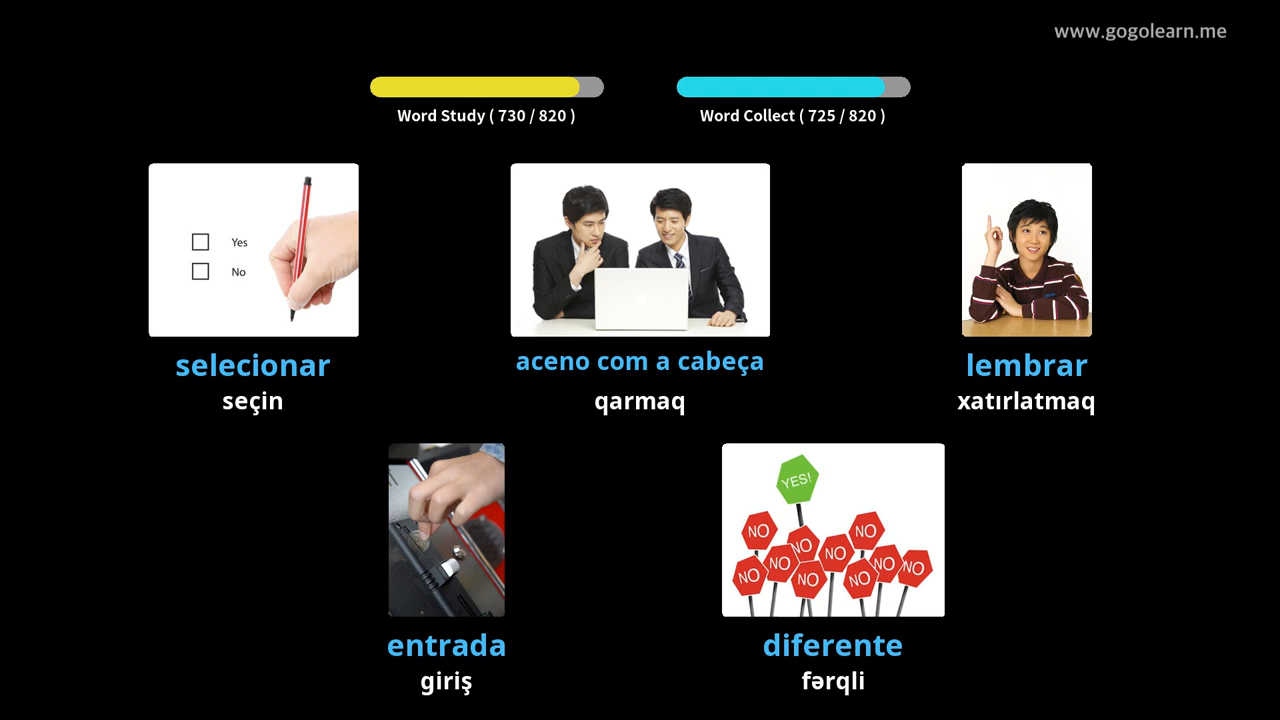 www.gogolearn.me
Word Study ( 730 / 820 )
Word Collect ( 725 / 820 )
Yes
No
selecionar
seçin
aceno com a cabeça
qarmaq
lembrar
xatırlatmaq
YES!
NO
NO
NO
NO
NO
NO
NO
NO
NO
NO
entrada
giriş
diferente
fərqli